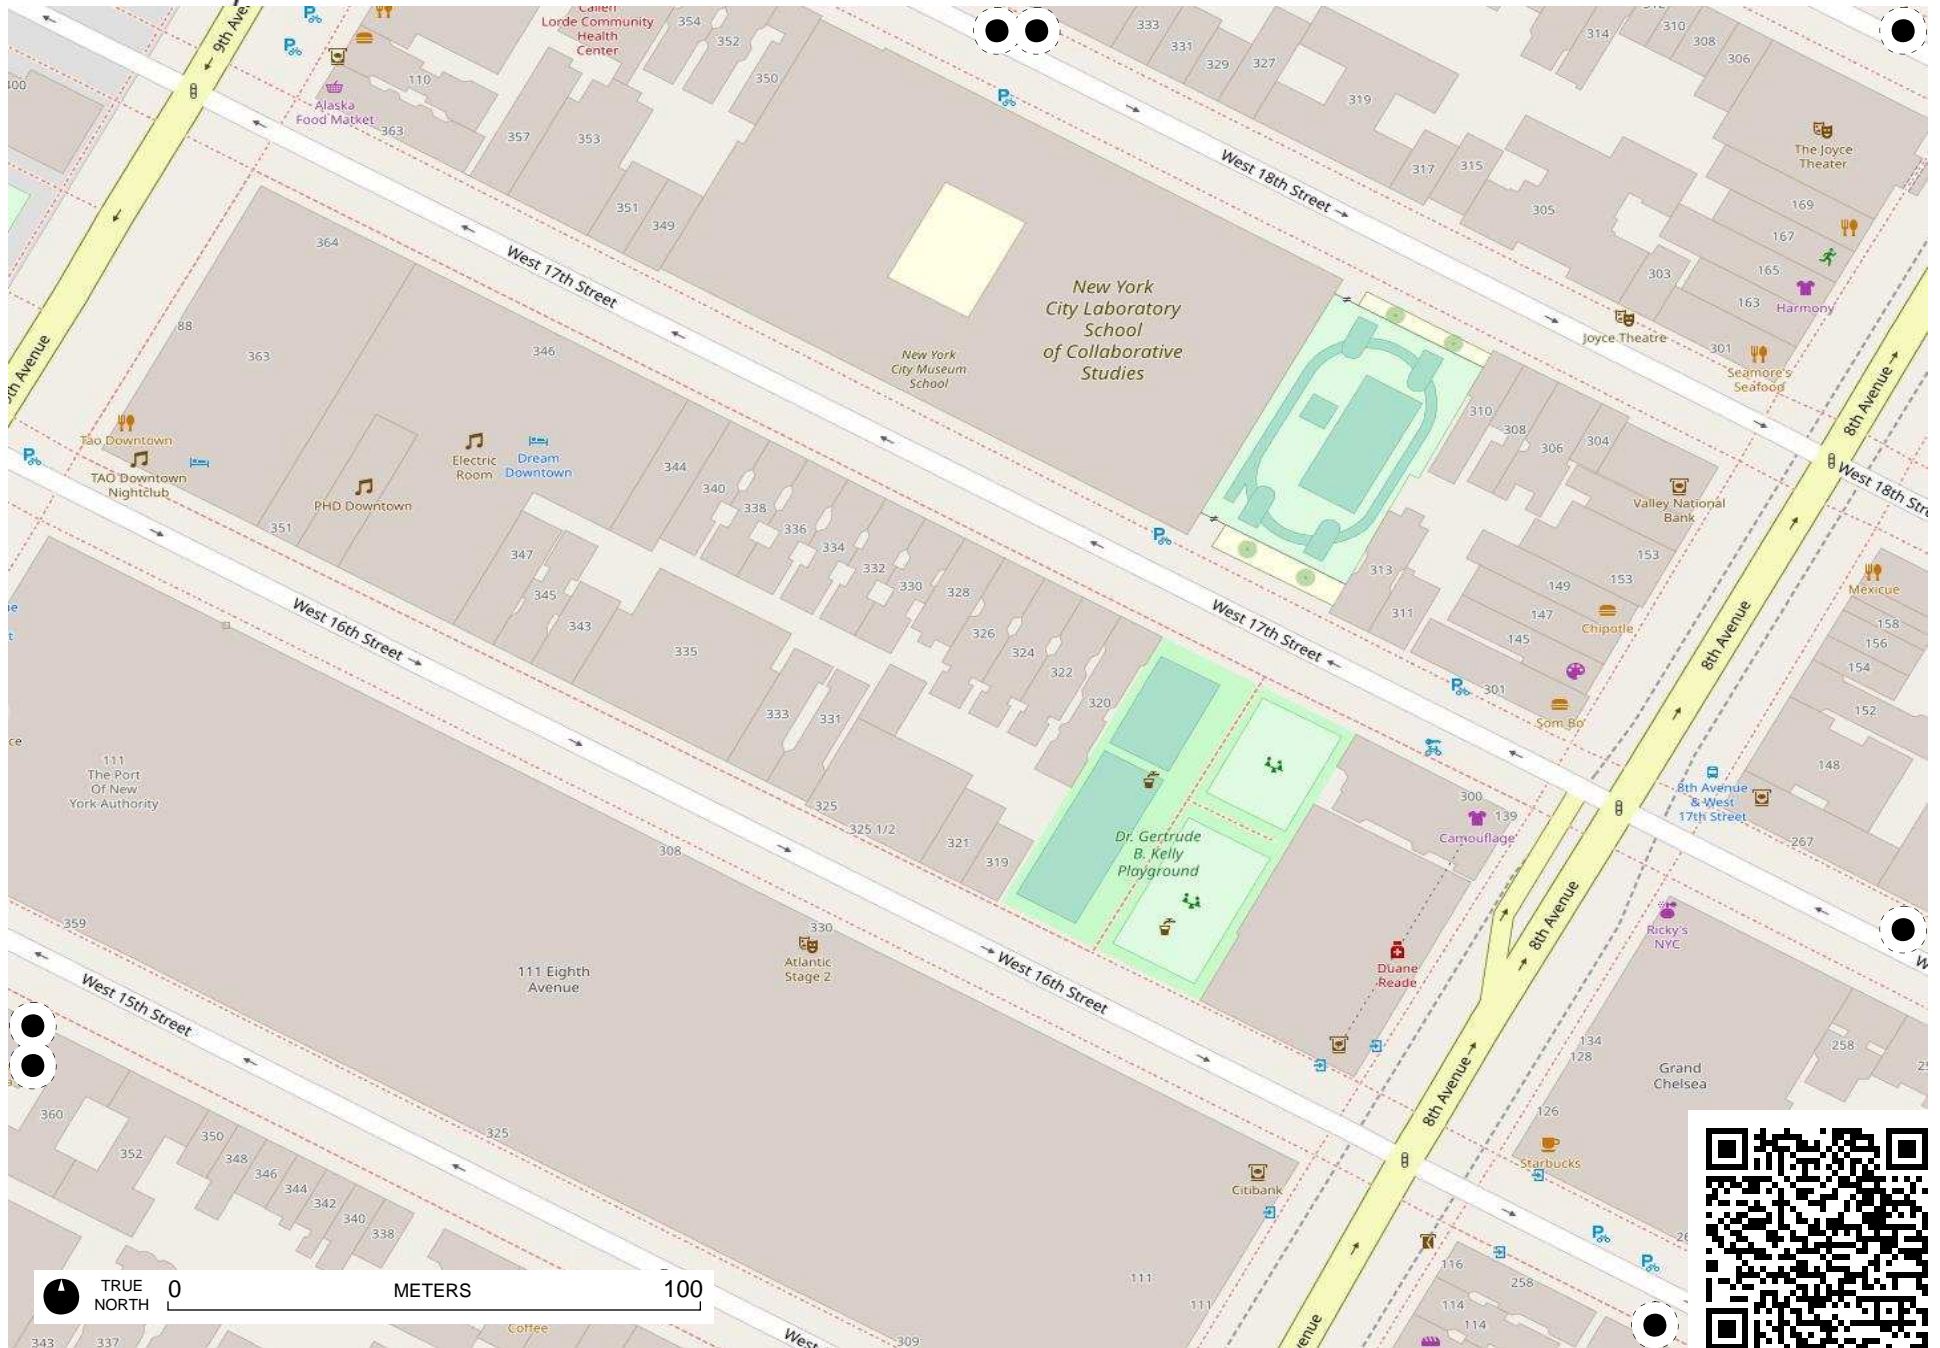 9th Ave.
Callen
Lorde Community
Health
Center
354
352
350
110
Alaska
Food Matket
363
357
353
351
349
333
331
329
327
319
314
310
308
306
The Joyce
Theater
317
315
305
169
167
165
163
303
Harmony
West 18th Street
Joyce Theatre
301
Seamore's
Seafood
364
West 17th Street
New York
City Laboratory
School
of Collaborative
Studies
New York
City Museum
School
88
363
346
Tao Downtown
TAO Downtown
Nightclub
Electric
Room
Dream
Downtown
PHD Downtown
351
344
340
338
336
334
332
330
328
326
324
322
320
347
345
343
335
333
331
325
325 1/2
321
319
310
308
306
304
Valley National
Bank
153
153
149
147
145
Chipotle
313
311
301
Som Bo
8th Avenue
West 18th Stre
Mexicue
158
156
154
152
148
8th Avenue
West 17th Street
8th Avenue
& West
17th Street
267
300
139
Camouflage
Dr. Gertrude
B. Kelly
Playground
Duane
Reade
8th Avenue
Ricky's
NYC
West 16th Street
111
The Port
Of New
York Authority
308
359
330
Atlantic
Stage 2
111 Eighth
Avenue
West 16th Street
West 15th Street
134
128
126
Grand
Chelsea
258
Starbucks
8th Avenue
Citibank
360
352
350
348
346
344
342
340
338
325
111
111
116
258
114
114
TRUE
NORTH
0
METERS
100
343
337
Coffee
West
309